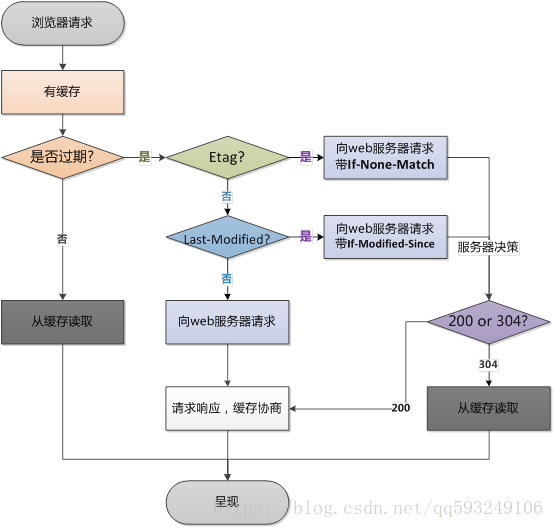 浏览器请求
有缓存
是否过期?
是
Etag?
是
向web服务器请求
带If-None-Match
否
否
Last-Modified?
是
向web服务器请求
带If-Modified-Since
服务器决策
否
从缓存读取
向web服务器请求
200 or 304?
304
请求响应，缓存协商
200
从缓存读取
呈现
https://blog.csdn.net/qq593249106